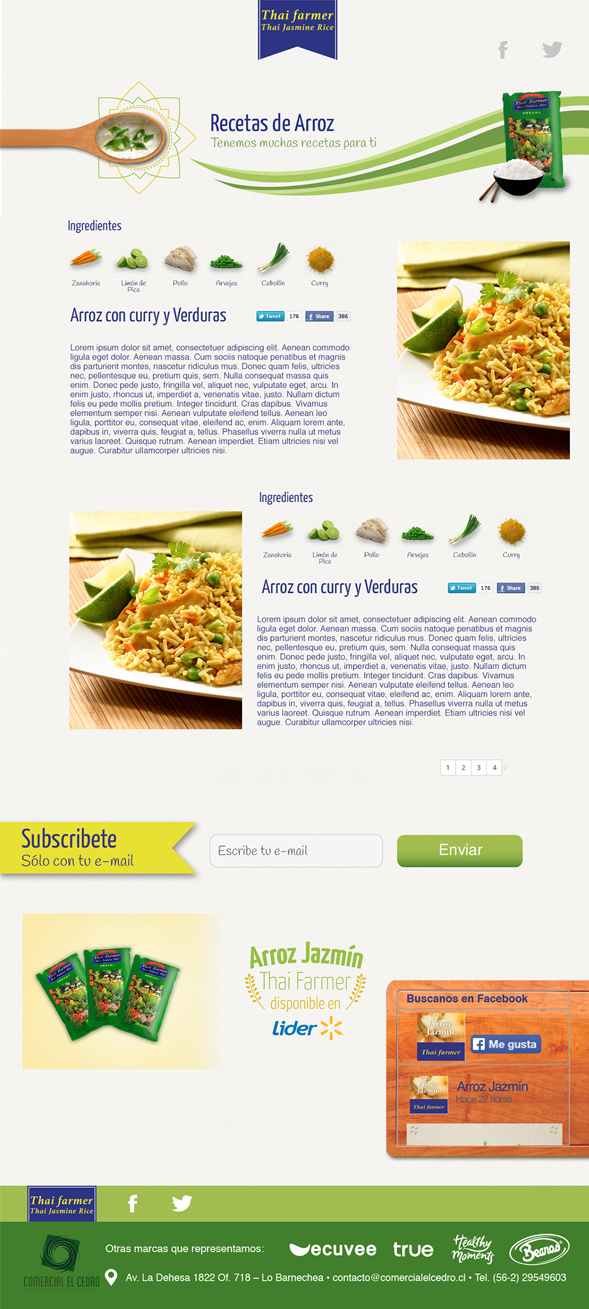 Thai farmer
Thai Jasmine Rice
Recetas de Arroz
Tenemos muchas recetas para ti
Thai Farmer
Ingredientes
Zanahoria
Limón de Pica
Pollo
Arvejas
Cebollín
Curry
Arroz con curry y Verduras
Tweet 176 Share 386
Lorem ipsum dolor sit amet, consectetuer adipiscing elit. Aenean commodo
ligula eget dolor. Aenean massa. Cum sociis natoque penatibus et magnis
dis parturient montes, nascetur ridiculus mus. Donec quam felis, ultricies
nec, pellentesque eu, pretium quis, sem. Nulla consequat massa quis
enim. Donec pede justo, fringilla vel, aliquet nec, vulputate eget, arcu. In
enim justo, rhoncus ut, imperdiet a, venenatis vitae, justo. Nullam dictum
felis eu pede mollis pretium. Integer tincidunt. Cras dapibus. Vivamus
elementum semper nisi. Aenean vulputate eleifend tellus. Aenean leo
ligula, porttitor eu, consequat vitae, eleifend ac, enim. Aliquam lorem ante,
dapibus in, viverra quis, feugiat a, tellus. Phasellus viverra nulla ut metus
varius laoreet. Quisque rutrum. Aenean imperdiet. Etiam ultricies nisi vel
augue. Curabitur ullamcorper ultricies nisi.
Ingredientes
Zanahoria
Limón de Pica
Pollo
Arvejas
Cebollín
Curry
Arroz con curry y Verduras
Tweet 176 Share 386
Lorem ipsum dolor sit amet, consectetuer adipiscing elit. Aenean commodo
ligula eget dolor. Aenean massa. Cum sociis natoque penatibus et magnis
dis parturient montes, nascetur ridiculus mus. Donec quam felis, ultricies
nec, pellentesque eu, pretium quis, sem. Nulla consequat massa quis
enim. Donec pede justo, fringilla vel, aliquet nec, vulputate eget, arcu. In
enim justo, rhoncus ut, imperdiet a, venenatis vitae, justo. Nullam dictum
felis eu pede mollis pretium. Integer tincidunt. Cras dapibus. Vivamus
elementum semper nisi. Aenean vulputate eleifend tellus. Aenean leo
ligula, porttitor eu, consequat vitae, eleifend ac, enim. Aliquam lorem ante,
dapibus in, viverra quis, feugiat a, tellus. Phasellus viverra nulla ut metus
varius laoreet. Quisque rutrum. Aenean imperdiet. Etiam ultricies nisi vel
augue. Curabitur ullamcorper ultricies nisi.
1 2 3 4
Subscribete
Sólo con tu e-mail
Escribe tu e-mail
Enviar
Arroz Jazmín
Thai Farmer
disponible en
lider
Buscanos en Facebook
Arroz
Jazmín
Thai farmer
Me gusta
Arroz
Jazmín
Thai farmer
Arroz Jazmín
Hace 22 horas
Thai farmer
Thai Jasmine Rice
COMERCIAL EL CEDRO
Otras marcas que representamos:
ecuvee
true
Healthy
Moments
Beanos
Av. La Dehesa 1822 Of. 718 – Lo Barnechea • contacto@comercialelcedro.cl • Tel. (56-2) 29549603